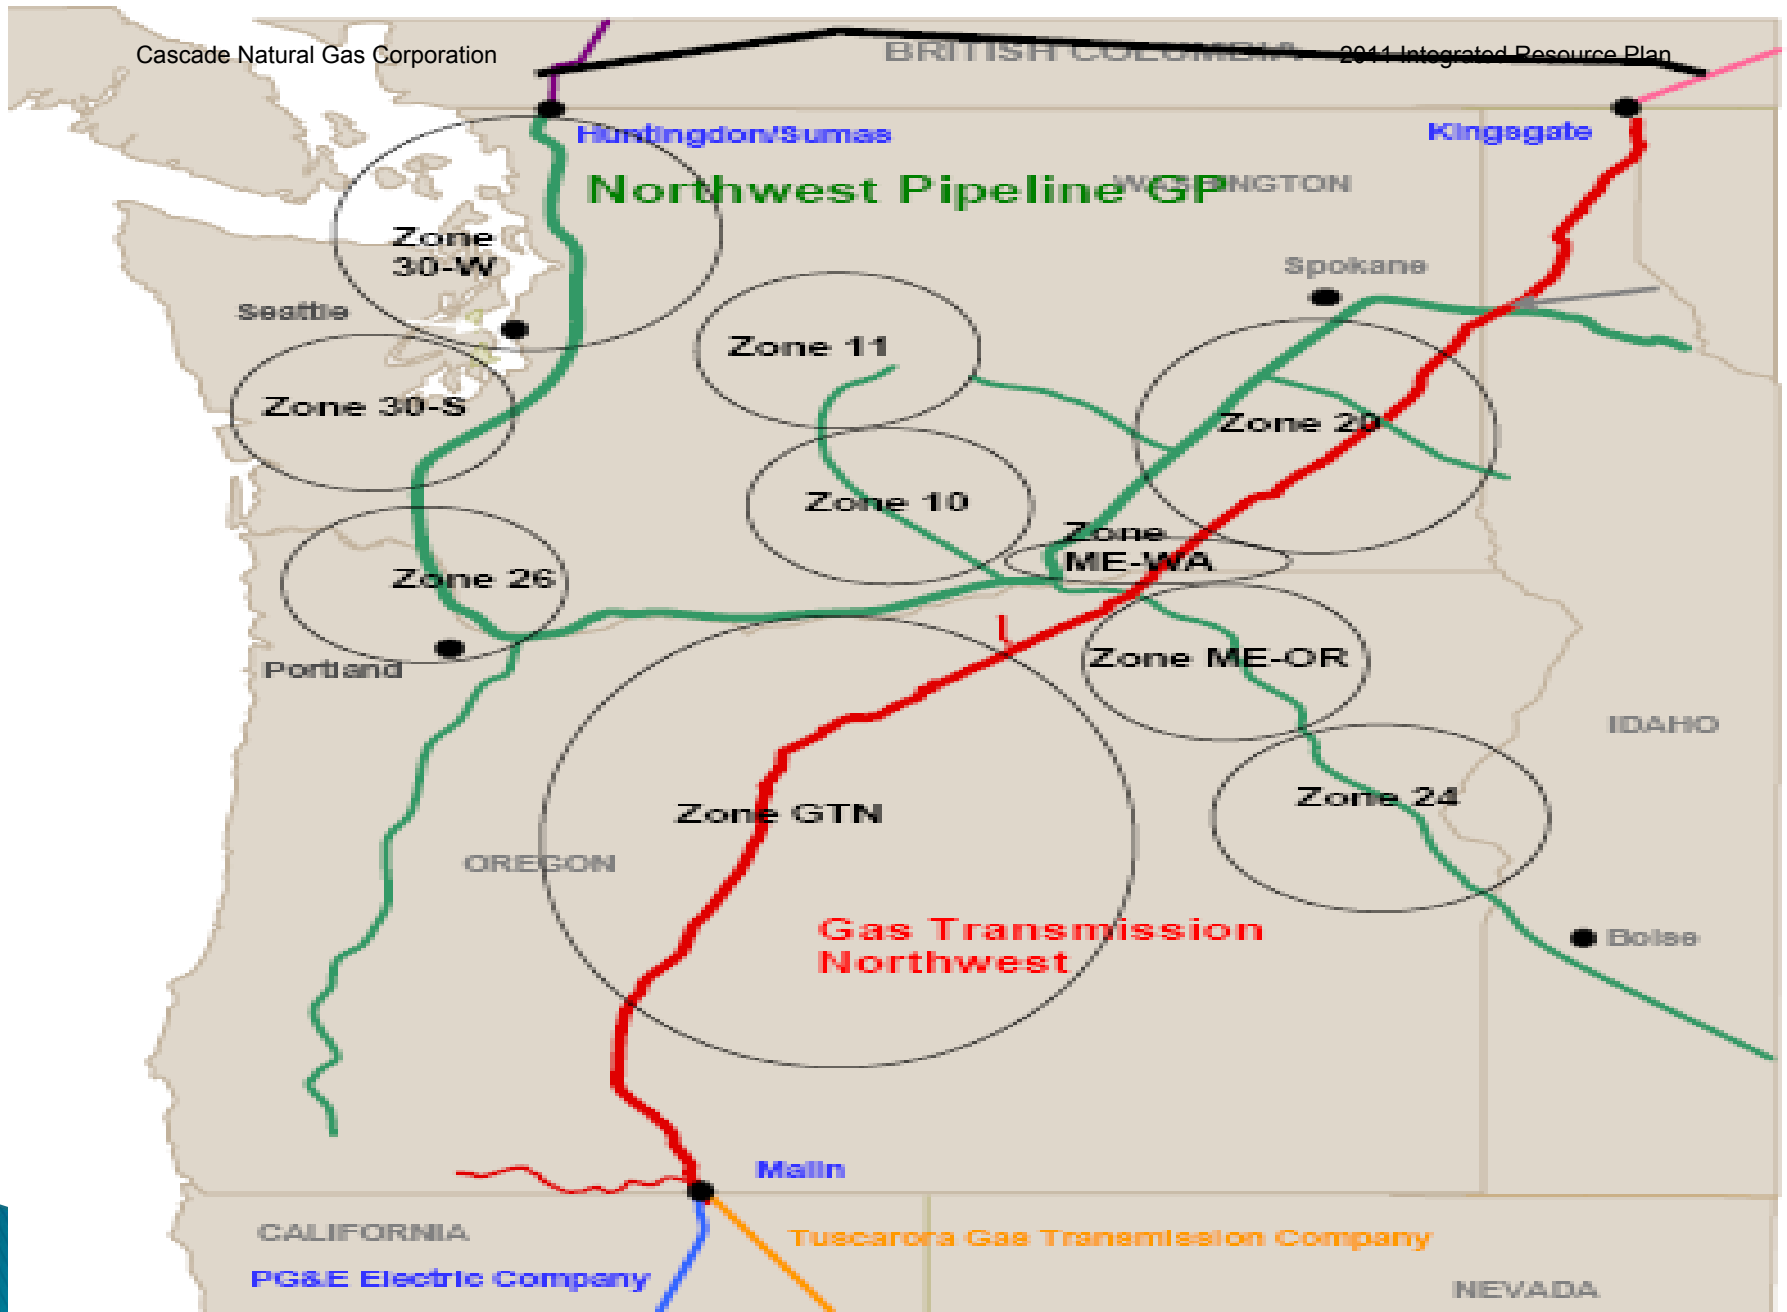 Cascade Natural Gas Corporation
BRITISH COLUMBIA
2011 Integrated Resource Plan
Huntingdon/Sumas
Kingsgate
Northwest Pipeline GP
WASHINGTON
Zone
30-W
Spokane
Seattle
Zone 11
Zone 30-S
Zone 20
Zone 10
Zone
ME-WA
Zone 26
Zone ME-OR
Portland
IDAHO
Zone 24
Zone GTN
OREGON
Gas Transmission
Northwest
Boise
Malin
CALIFORNIA
Tuscarora Gas Transmission Company
PG&E Electric Company
NEVADA